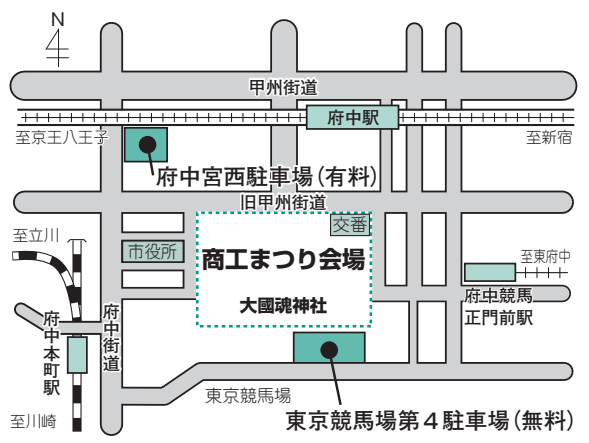 N
甲州街道
府中駅
至京王八王子
至新宿
府中宮西駐車場(有料)
旧甲州街道
交番
至立川
市役所
商工まつり会場
至東府中
大國魂神社
府中競馬
正門前駅
府中本町駅
府中街道
東京競馬場
至川崎
東京競馬場第4駐車場(無料)